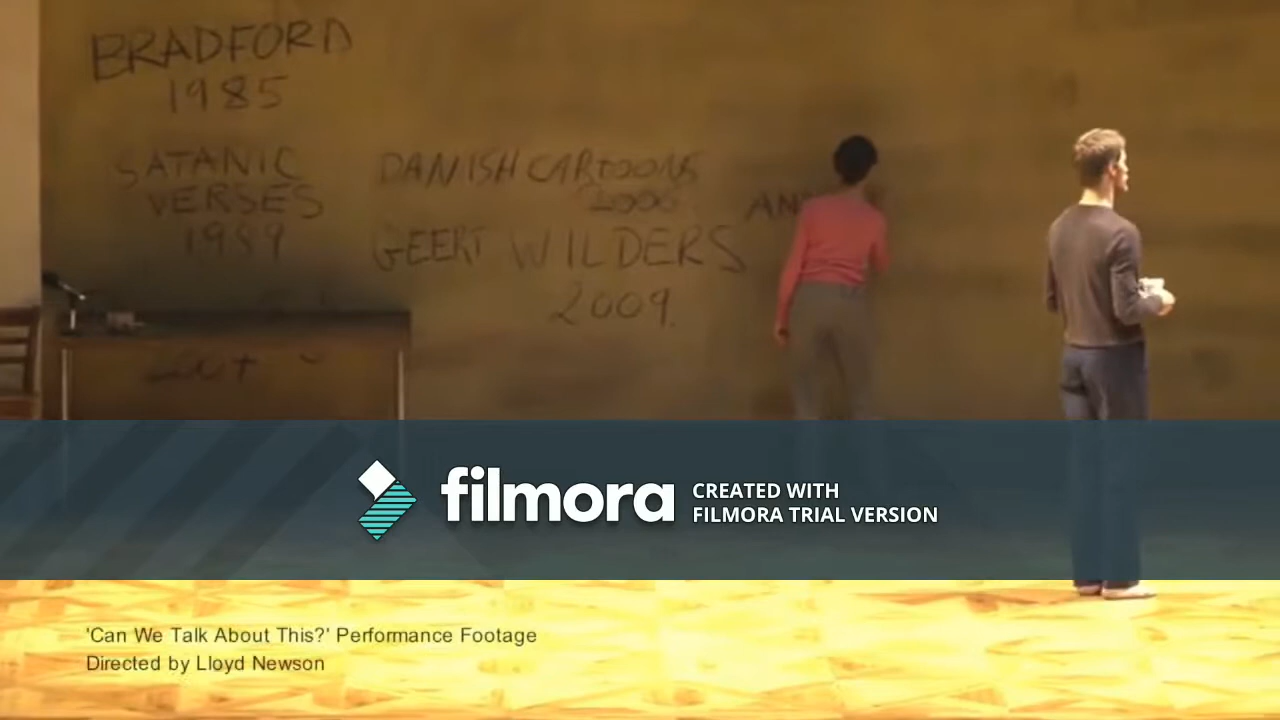 BRADFORD
1985
SATANIC
VERSES
1989
DANISH CARTOONS
2006
GEERT WILDERS
2009.
AN
filmora
CREATED WITH
FILMORA TRIAL VERSION
'Can We Talk About This?' Performance Footage
Directed by Lloyd Newson